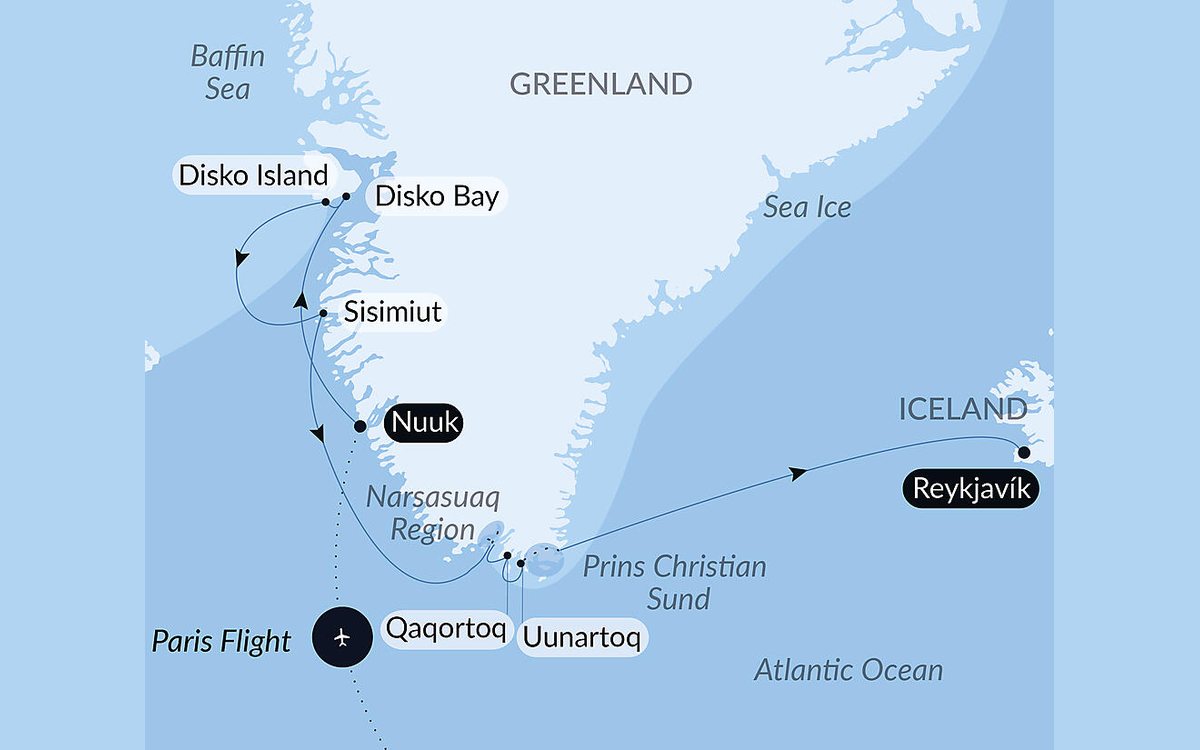 Baffin
Sea
GREENLAND
Disko Island
Disko Bay
Sea Ice
Sisimiut
ICELAND
Nuuk
Reykjavík
Narsasuaq
Region
Prins Christian
Sund
Qaqortoq
Uunartoq
Paris Flight
Atlantic Ocean